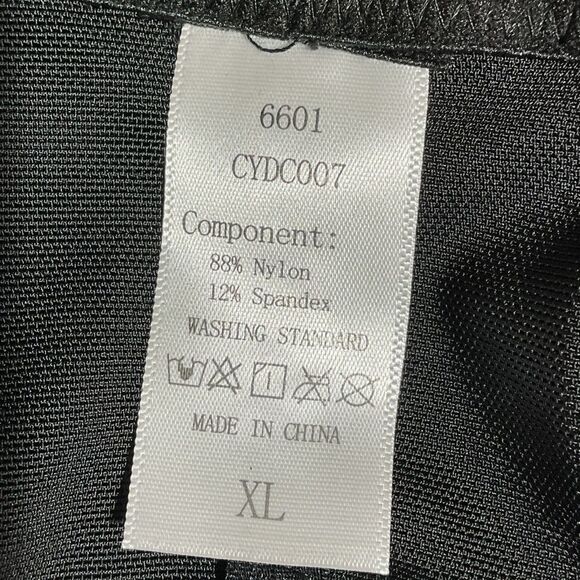 6601
CYDC007
Component:
88% Nylon
12% Spandex
WASHING STANDARD
MADE IN CHINA
XL